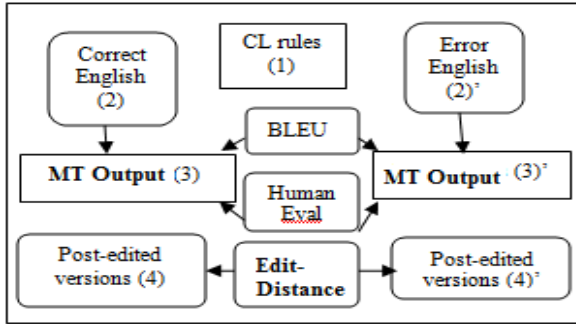 Correct
English
(2)
CL rules
(1)
Error
English
(2)’
BLEU
MT Output (3)
MT Output (3)’
Human
Eval
Post-edited
versions (4)
Edit-
Distance
Post-edited
versions (4)’